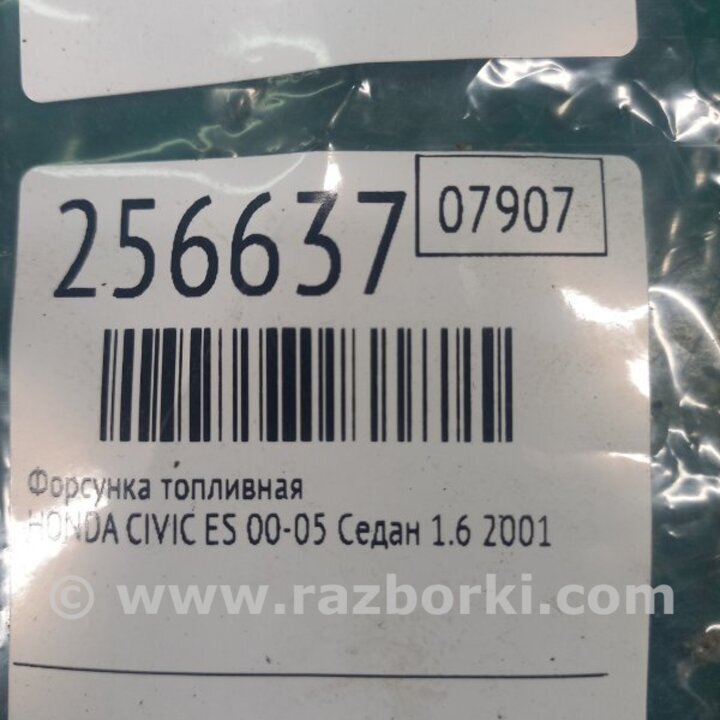 256637 07907
Форсунка топливная
HONDA CIVIC ES 00-05 Седан 1.6 2001
© www.razborki.com